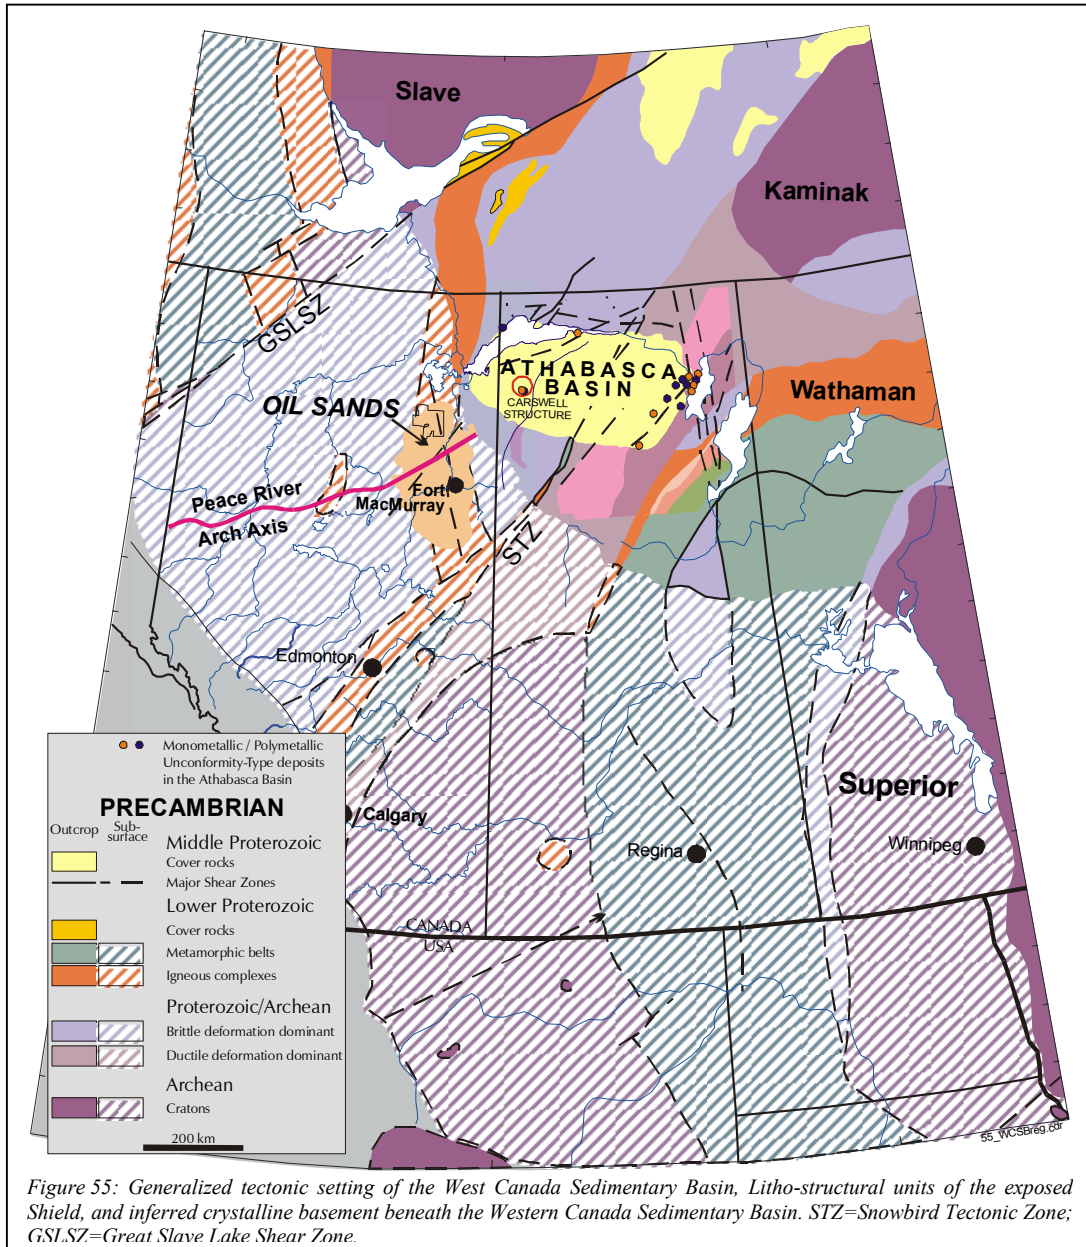 Slave
Kaminak
GSLSZ
ATHABASCA
BASIN
CARSWELL
STRUCTURE
Wathaman
OIL SANDS
Peace River
Arch Axis
Fort
MacMurray
STZ
Edmonton
Monometallic / Polymetallic
Unconformity-Type deposits
in the Athabasca Basin
PRECAMBRIAN
Outcrop
Sub-
surface
Middle Proterozoic
Cover rocks
Major Shear Zones
Lower Proterozoic
Cover rocks
Metamorphic belts
Igneous complexes
Proterozoic/Archean
Brittle deformation dominant
Ductile deformation dominant
Archean
Cratons
200 km
Superior
Calgary
Regina
Winnipeg
CANADA
USA
55_WCSBreg.cdr
Figure 55: Generalized tectonic setting of the West Canada Sedimentary Basin, Litho-structural units of the exposed
Shield, and inferred crystalline basement beneath the Western Canada Sedimentary Basin. STZ=Snowbird Tectonic Zone;
GSLSZ=Great Slave Lake Shear Zone.